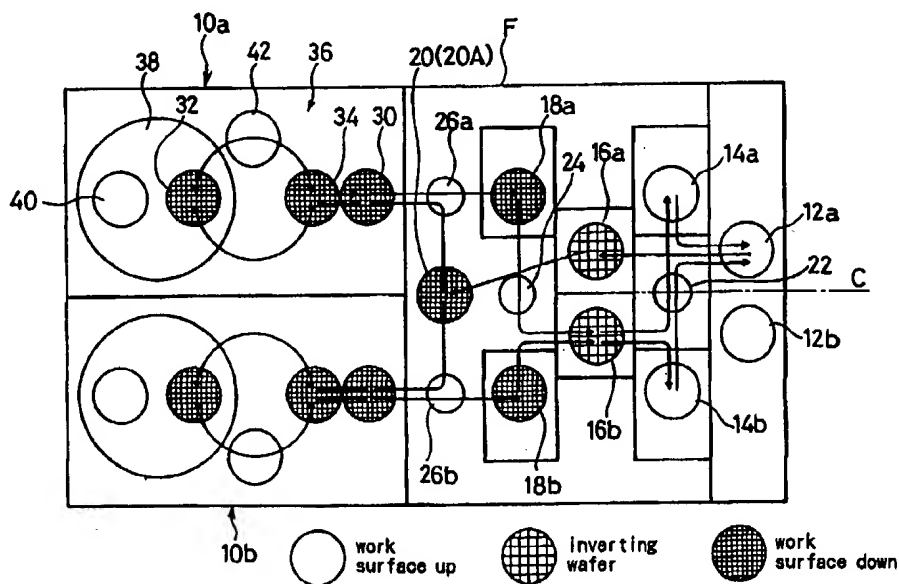 10a
F
42
36
38
20(20A)
32
34
30
26a
18a
24
16a
14a
12a
40
22
C
12b
16b
14b
26b
18b
10b
work surface up
inverting wafer
work surface down